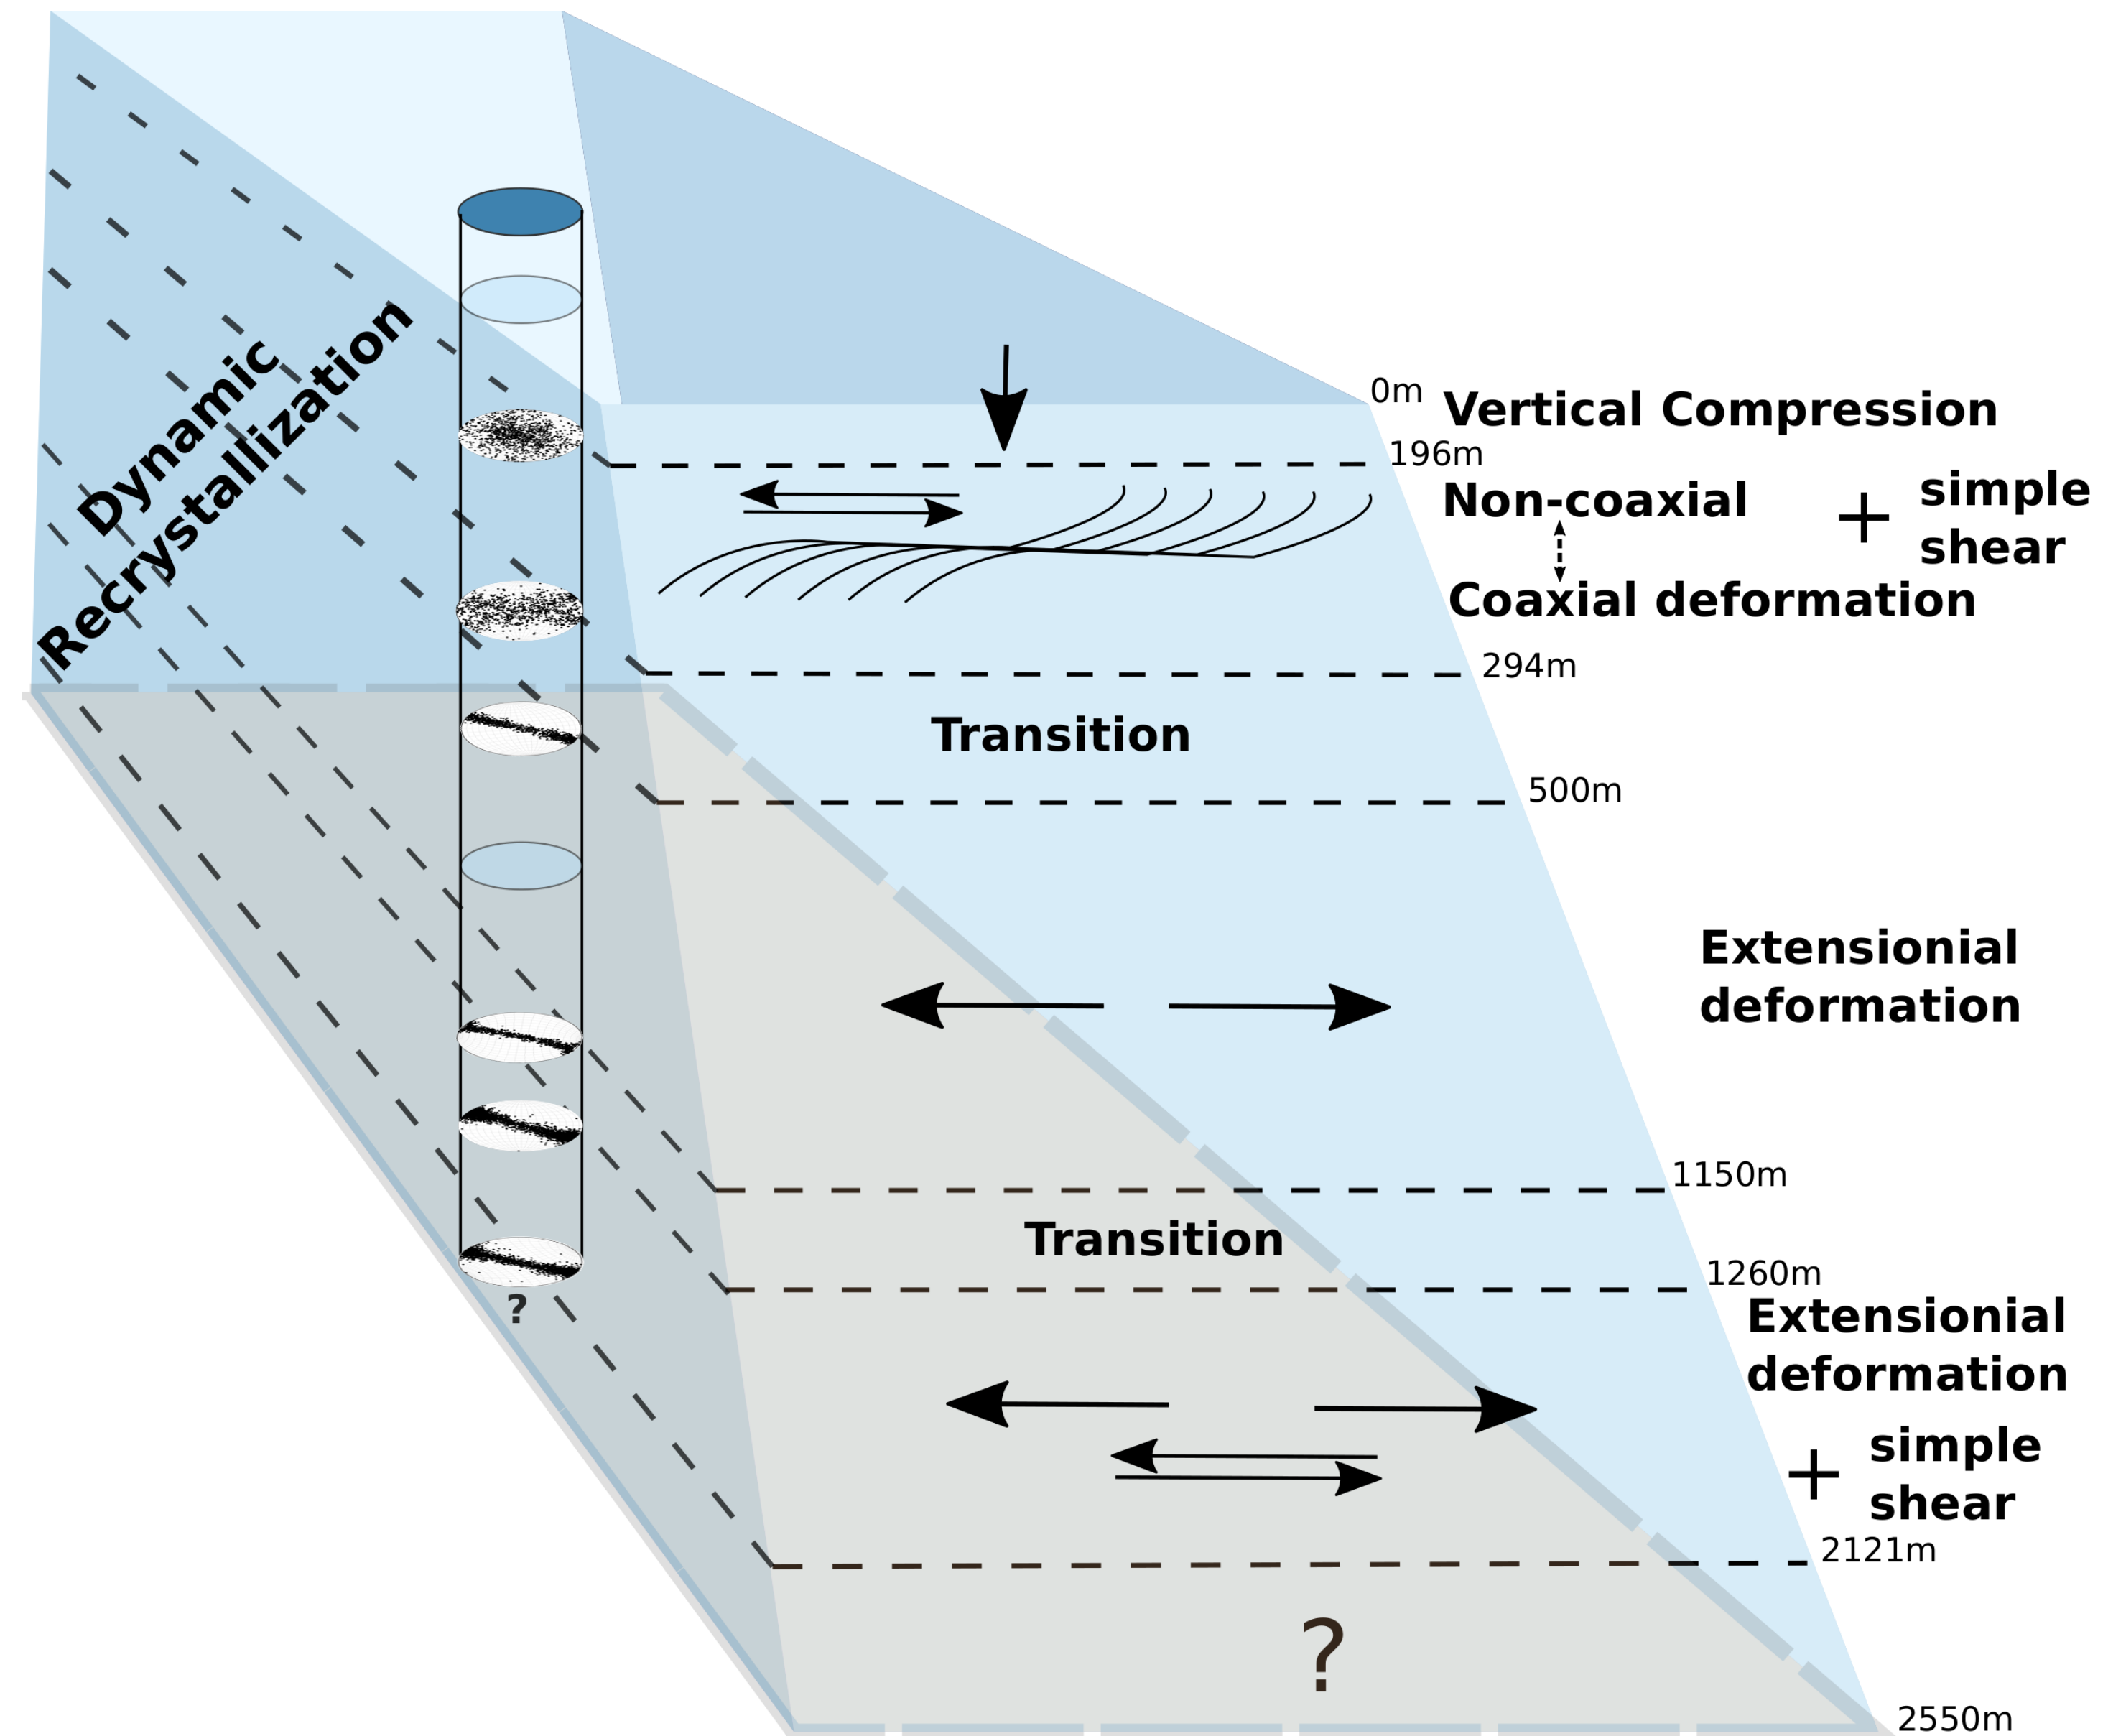 Dynamic
Recrystallization
0m
Vertical Compression
196m
Non-coaxial
+
simple
shear
Coaxial deformation
294m
Transition
500m
Extensionial
deformation
1150m
Transition
1260m
Extensionial
deformation
+
simple
shear
?
2121m
?
2550m